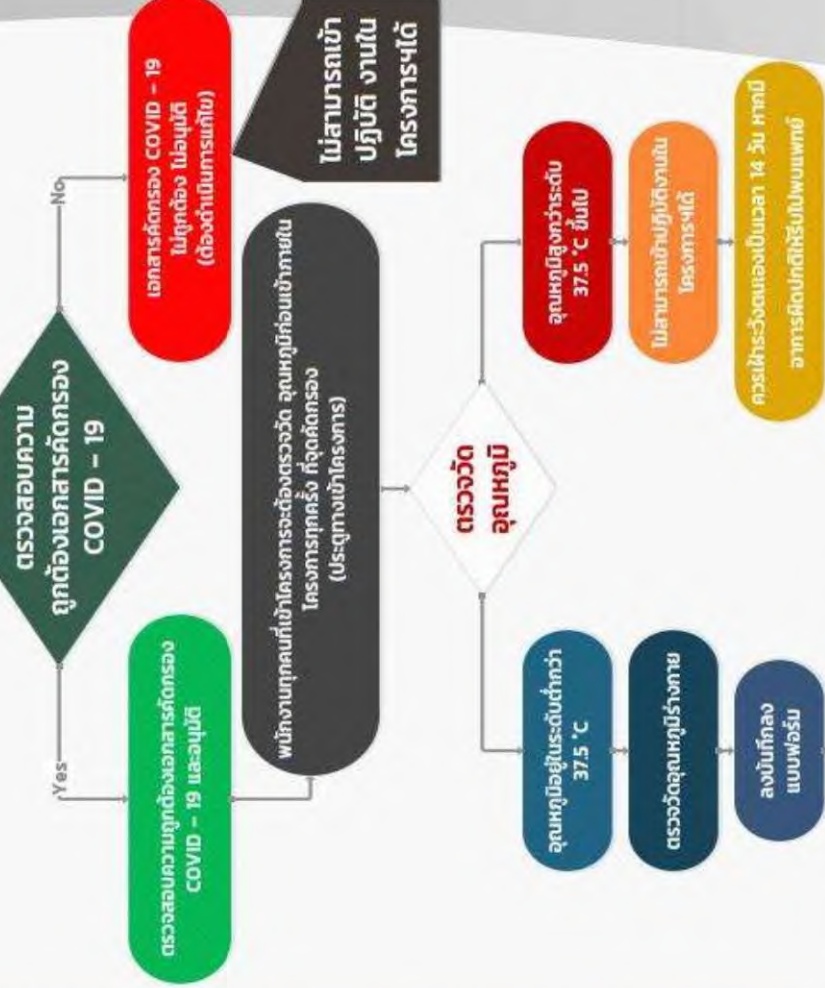 ตรวจสอบความ
ถูกต้องเอกสารคัดกรอง
COVID – 19
Yes
No
ตรวจสอบความถูกต้องเอกสารคัดกรอง
COVID – 19 และอนุมัติ
เอกสารคัดกรอง COVID – 19
ไม่ถูกต้อง ไม่อนุมัติ
(ต้องดำเนินการแก้ไข)
พนักงานทุกคนที่เข้าโครงการจะต้องตรวจวัด อุณหภูมิก่อนเข้าภายใน
โครงการทุกครั้ง ที่จุดคัดกรอง
(ประตูทางเข้าโครงการ)
ไม่สามารถเข้า
ปฏิบัติ งานใน
โครงการฯได้
ตรวจวัด
อุณหภูมิ
อุณหภูมิอยู่ในระดับต่ำกว่า
37.5 ˚C
ตรวจวัดอุณหภูมิร่างกาย
ลงบันทึกลง
แบบฟอร์ม
อุณหภูมิสูงกว่าระดับ
37.5 ˚C ขึ้นไป
ไม่สามารถเข้าปฏิบัติงานใน
โครงการฯได้
ควรเฝ้าระวังตนเองเป็นเวลา 14 วัน หากมี
อาการผิดปกติให้รีบไปพบแพทย์